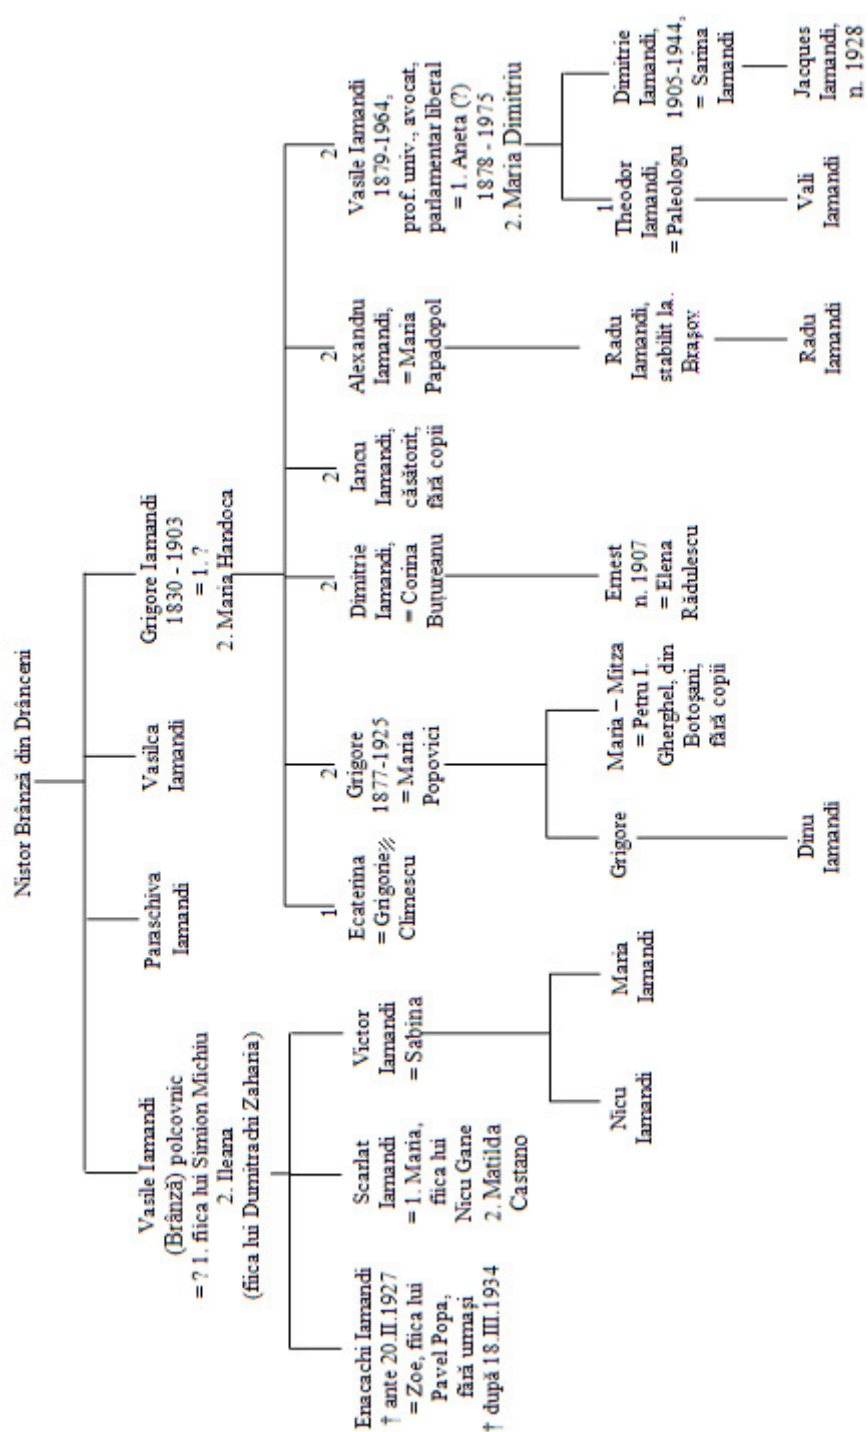 Nistor Brânză din Drânceni
Vasile Iamandi
(Brânză) polcovnic
= ? 1. fiica lui Simion Michiu
2. Ileana
(fiica lui Dumitrachi Zaharia)
Paraschiva
Iamandi
Vasilca
Iamandi
Grigore Iamandi
1830 - 1903
= 1. ?
2. Maria Handoca
Enacachi Iamandi
† ante 20.II.1927
= Zoe, fiica lui
Pavel Popa,
fără urmași
† după 18.III.1934
Scarlat
Iamandi
= 1. Maria,
fiica lui
Nicu Gane
2. Matilda
Castano
Victor
Iamandi
= Sabina
1
Ecaterina
= Grigorie
Climescu
2
Grigore
1877-1925
= Maria
Popovici
2
Dimitrie
Iamandi,
= Corina
Buțureanu
2
Iancu
Iamandi,
căsătorit,
fără copii
2
Alexandru
Iamandi,
= Maria
Papadopol
2
Vasile Iamandi
1879-1964,
prof. univ., avocat,
parlamentar liberal
= 1. Aneta (?)
1878 - 1975
2. Maria Dimitriu
Nicu
Iamandi
Maria
Iamandi
Grigore
Maria – Mitza
= Petru I.
Gherghel, din
Botoșani,
fără copii
Ernest
n. 1907
= Elena
Rădulescu
Radu
Iamandi,
stabilit la
Brașov
1
Theodor
Iamandi,
= Paleologu
Dimitrie
Iamandi,
1905-1944,
= Sarina
Iamandi
Dinu
Iamandi
Radu
Iamandi
Vali
Iamandi
Jacques
Iamandi,
n. 1928